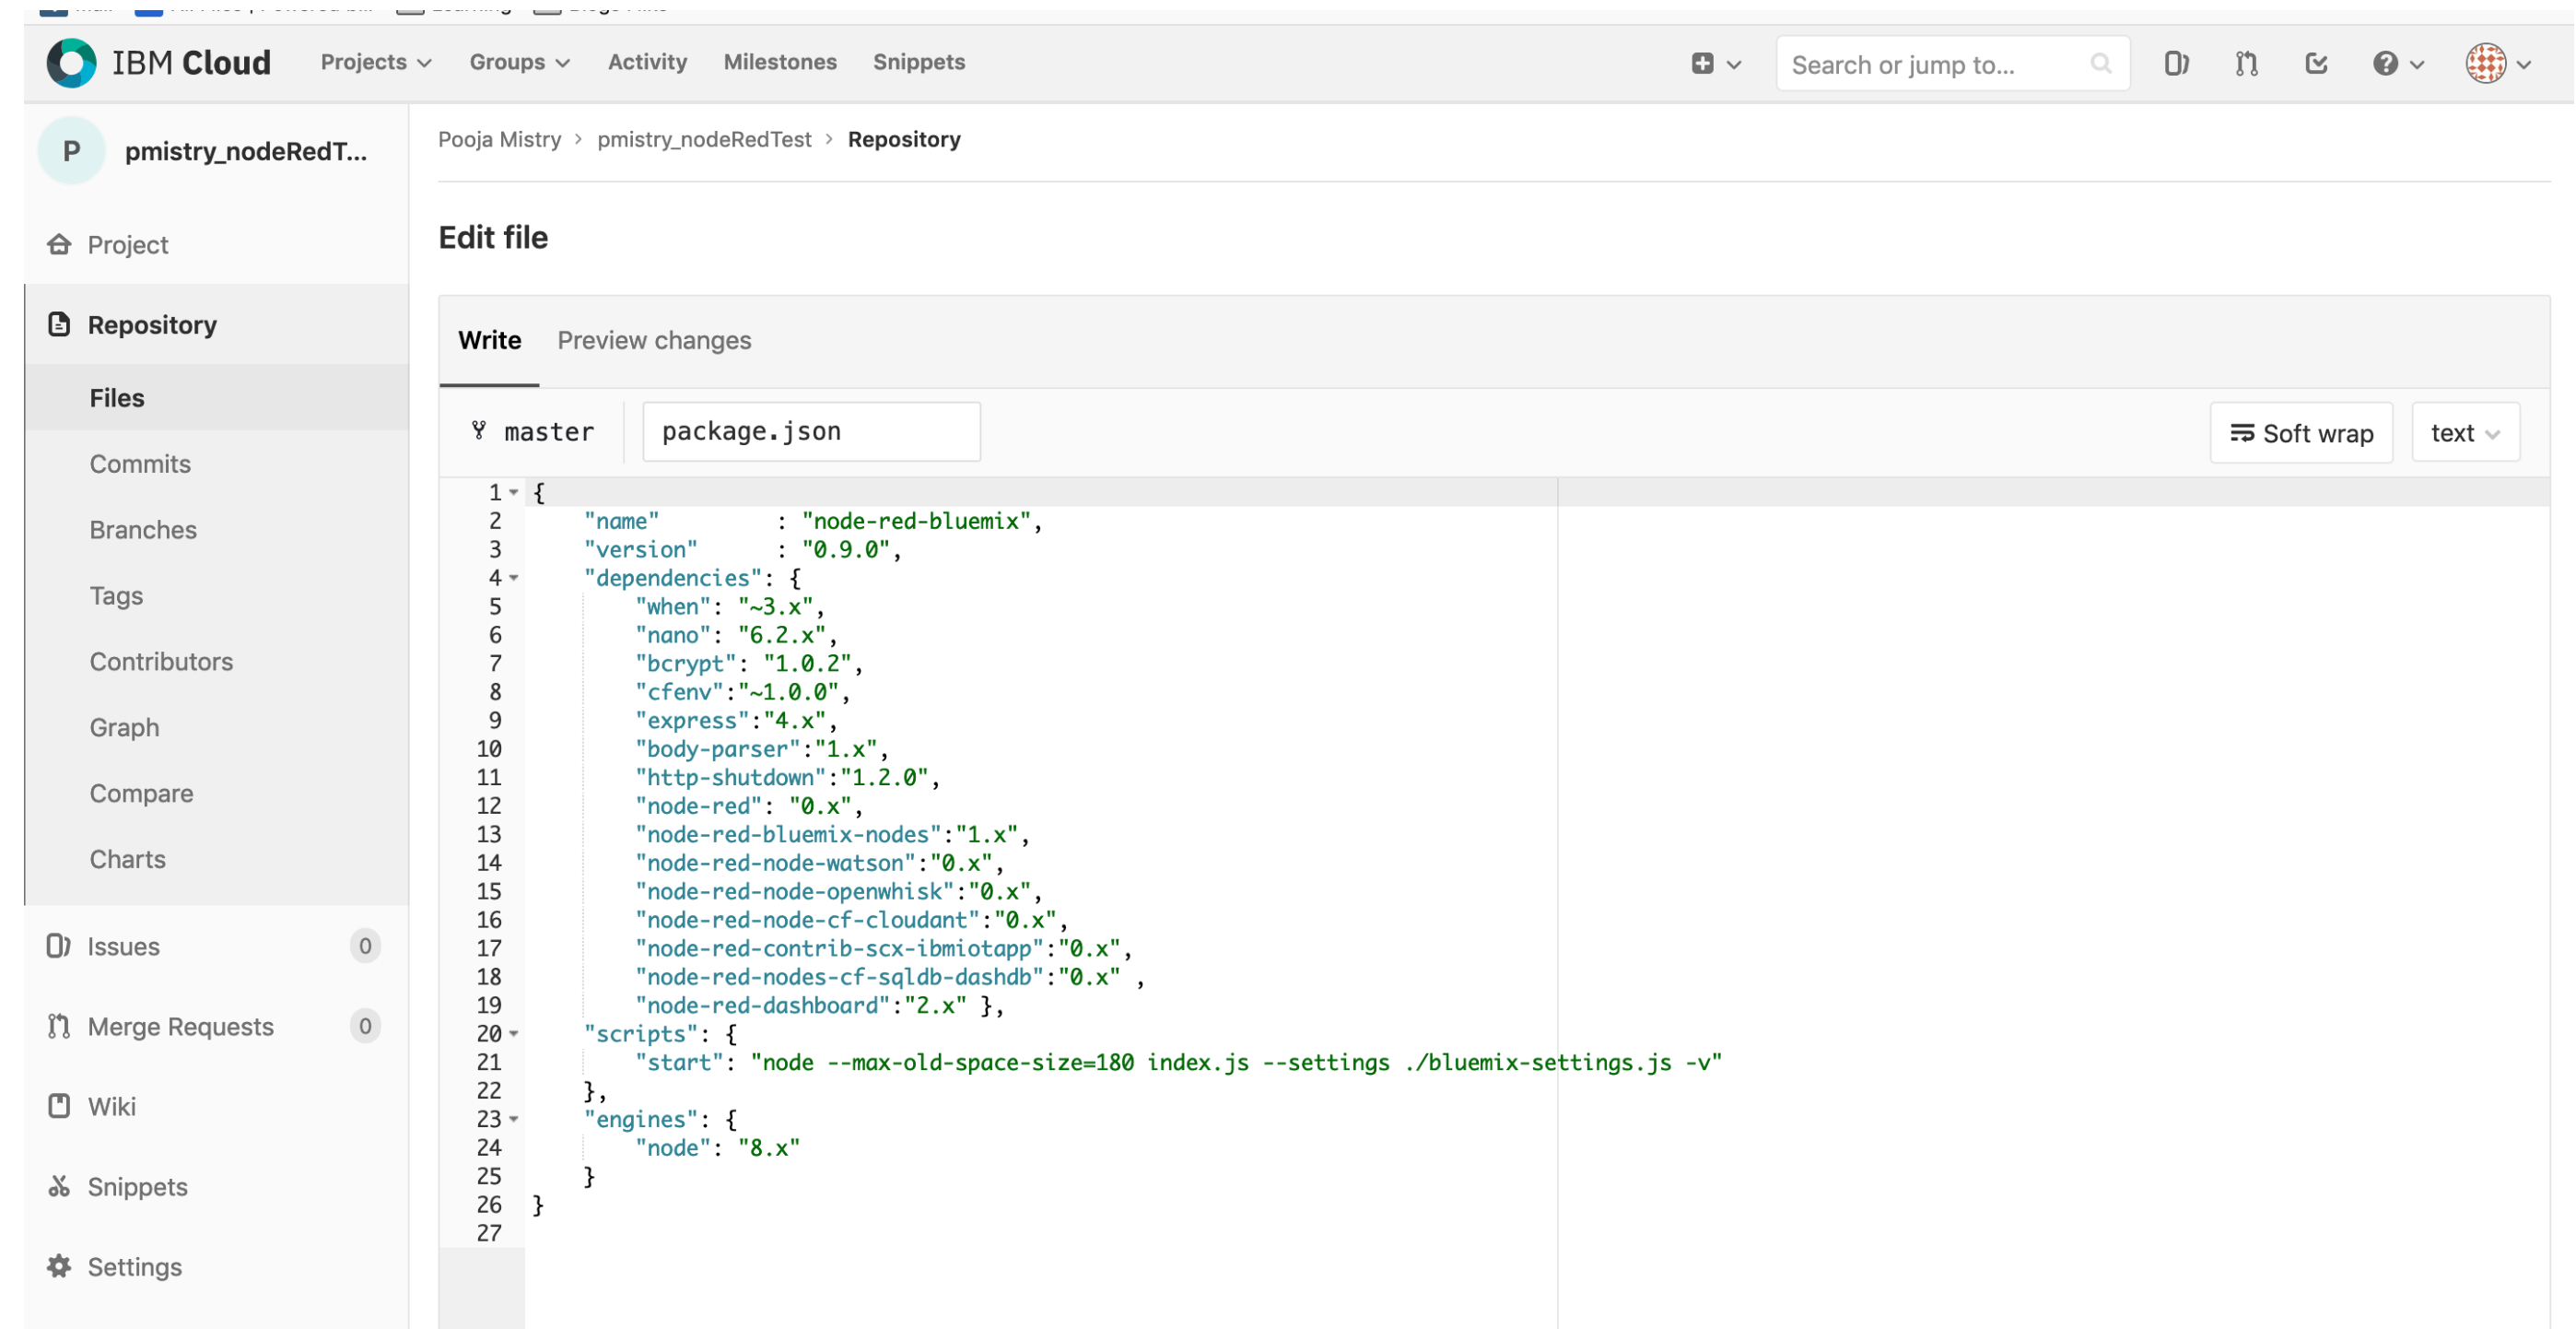 IBM Cloud Projects Groups Activity Milestones Snippets Search or jump to...
P pmistry_nodeRedT...
Pooja Mistry > pmistry_nodeRedTest > Repository
Project
Edit file
Repository
Write Preview changes
Files
master package.json Soft wrap text
Commits
Branches
Tags
Contributors
Graph
Compare
Charts
Issues 0
Merge Requests 0
Wiki
Snippets
Settings
1 {
2 "name" : "node-red-bluemix",
3 "version" : "0.9.0",
4 "dependencies": {
5 "when": "~3.x",
6 "nano": "6.2.x",
7 "bcrypt": "1.0.2",
8 "cfenv":"~1.0.0",
9 "express":"4.x",
10 "body-parser":"1.x",
11 "http-shutdown":"1.2.0",
12 "node-red": "0.x",
13 "node-red-bluemix-nodes":"1.x",
14 "node-red-node-watson":"0.x",
15 "node-red-node-openwhisk":"0.x",
16 "node-red-node-cf-cloudant":"0.x",
17 "node-red-contrib-scx-ibmiotapp":"0.x",
18 "node-red-nodes-cf-sqldb-dashdb":"0.x" ,
19 "node-red-dashboard":"2.x" },
20 "scripts": {
21 "start": "node --max-old-space-size=180 index.js --settings ./bluemix-settings.js -v"
22 },
23 "engines": {
24 "node": "8.x"
25 }
26 }
27